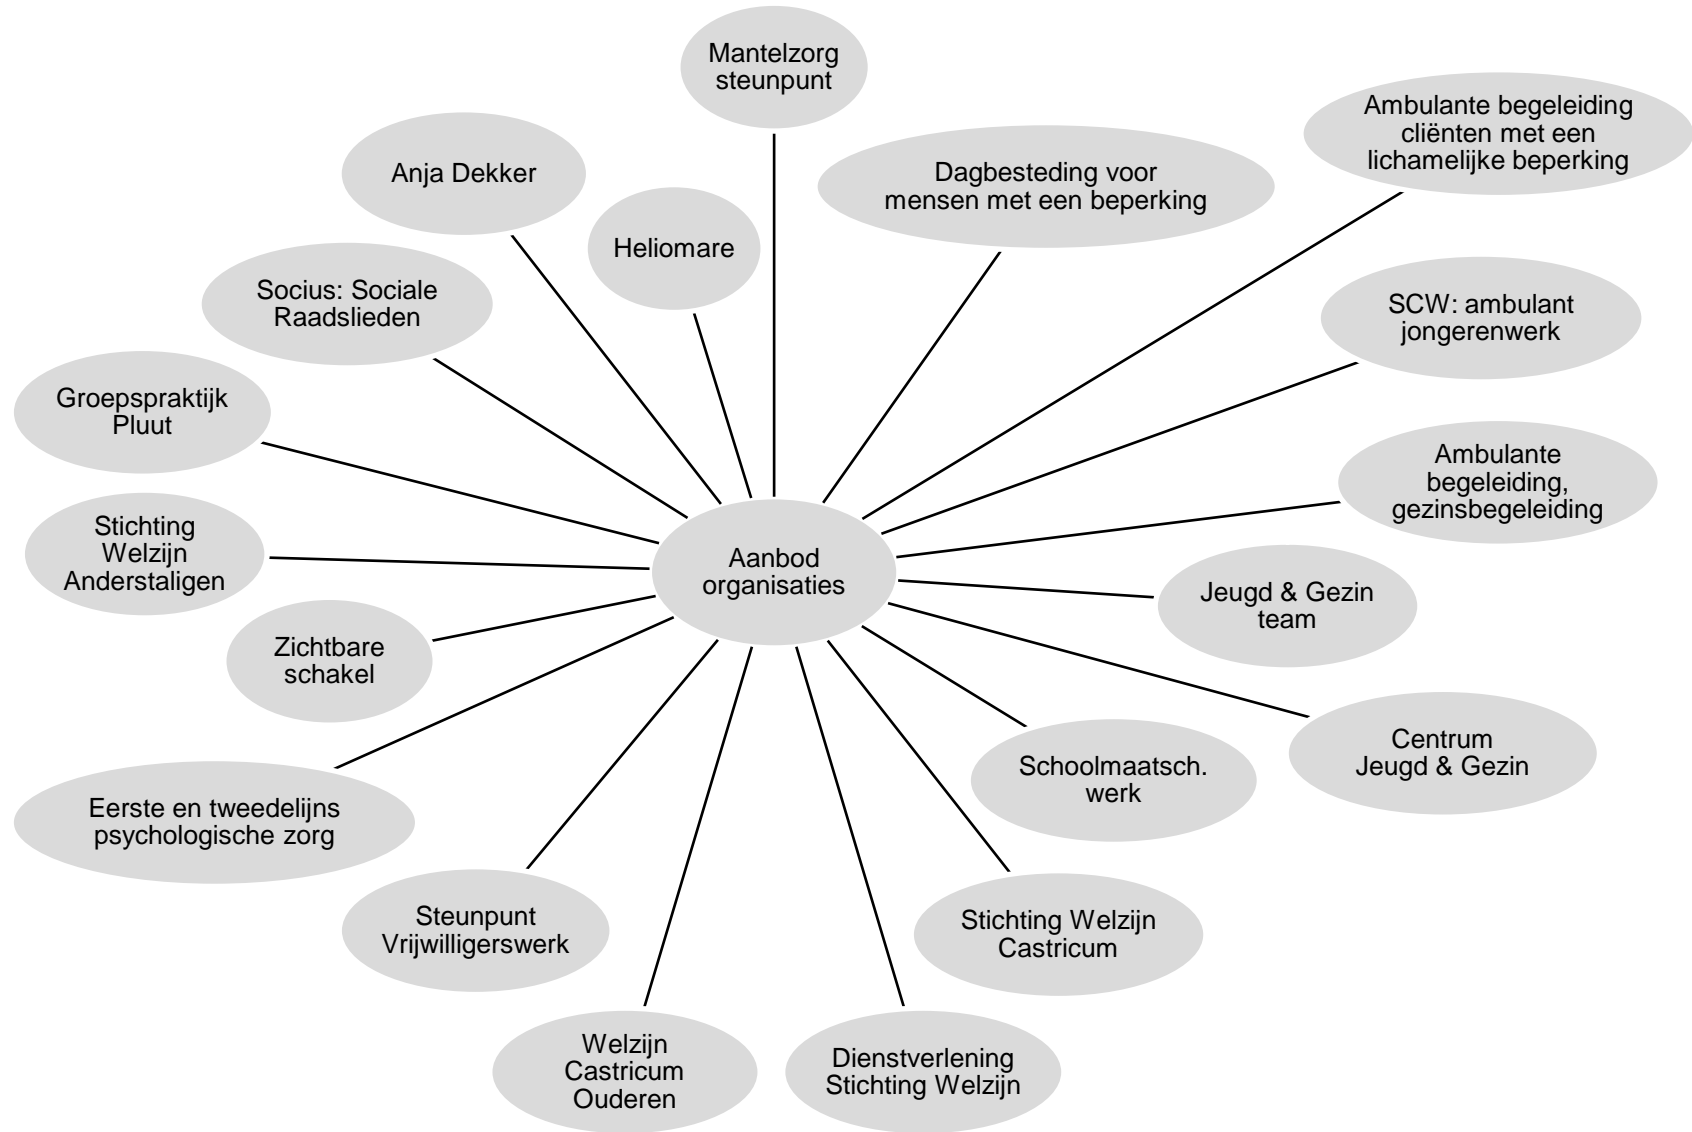 Mantelzorg
steunpunt
Ambulante begeleiding
cliënten met een
lichamelijke beperking
Anja Dekker
Dagbesteding voor
mensen met een beperking
Heliomare
Socius: Sociale
Raadslieden
SCW: ambulant
jongerenwerk
Groepspraktijk
Pluut
Ambulante
begeleiding,
gezinsbegeleiding
Stichting
Welzijn
Anderstaligen
Aanbod
organisaties
Jeugd & Gezin
team
Zichtbare
schakel
Centrum
Jeugd & Gezin
Schoolmaatsch.
werk
Eerste en tweedelijns
psychologische zorg
Steunpunt
Vrijwilligerswerk
Stichting Welzijn
Castricum
Welzijn
Castricum
Ouderen
Dienstverlening
Stichting Welzijn